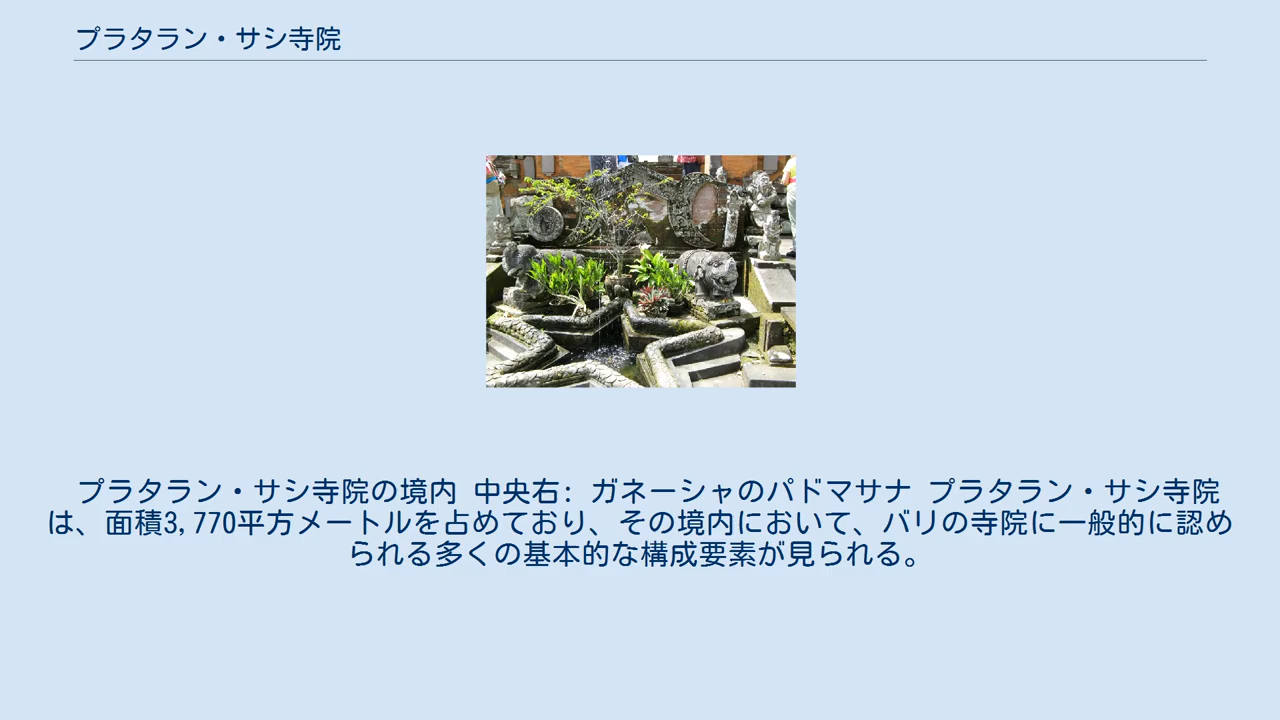 プラタラン・サシ寺院
プラタラン・サシ寺院の境内 中央右: ガネーシャのパドマサナ プラタラン・サシ寺院
は、面積3,770平方メートルを占めており、その境内において、バリの寺院に一般的に認め
られる多くの基本的な構成要素が見られる。